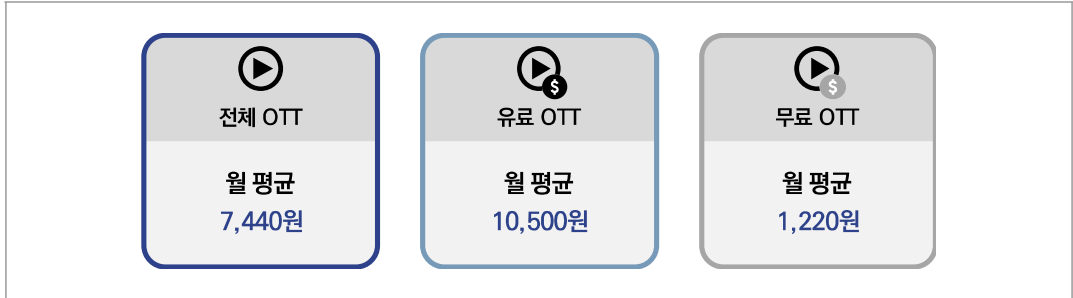 전체 OTT
월 평균
7,440원
$
유료 OTT
월 평균
10,500원
$
무료 OTT
월 평균
1,220원